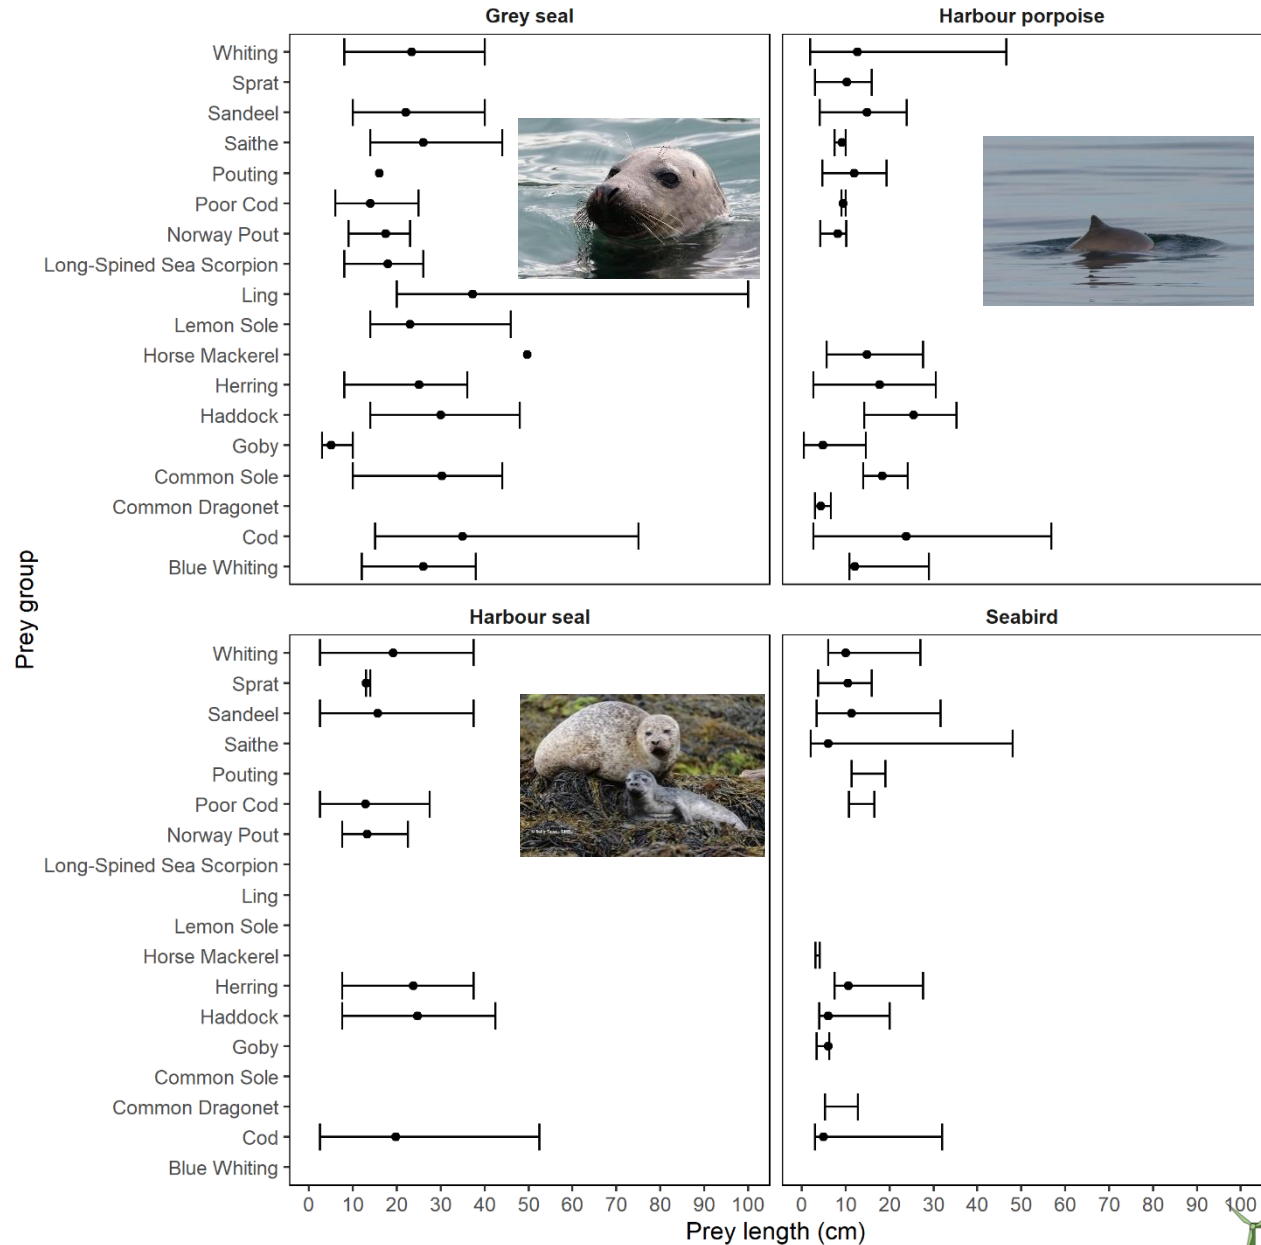 Grey seal
Harbour porpoise
Whiting
Sprat
Sandeel
Saithe
Pouting
Poor Cod
Norway Pout
Long-Spined Sea Scorpion
Ling
Lemon Sole
Horse Mackerel
Herring
Haddock
Goby
Common Sole
Common Dragonet
Cod
Blue Whiting
Prey group
Harbour seal
Seabird
Whiting
Sprat
Sandeel
Saithe
Pouting
Poor Cod
Norway Pout
Long-Spined Sea Scorpion
Ling
Lemon Sole
Horse Mackerel
Herring
Haddock
Goby
Common Sole
Common Dragonet
Cod
Blue Whiting
0 10 20 30 40 50 60 70 80 90 100
0 10 20 30 40 50 60 70 80 90 100
Prey length (cm)